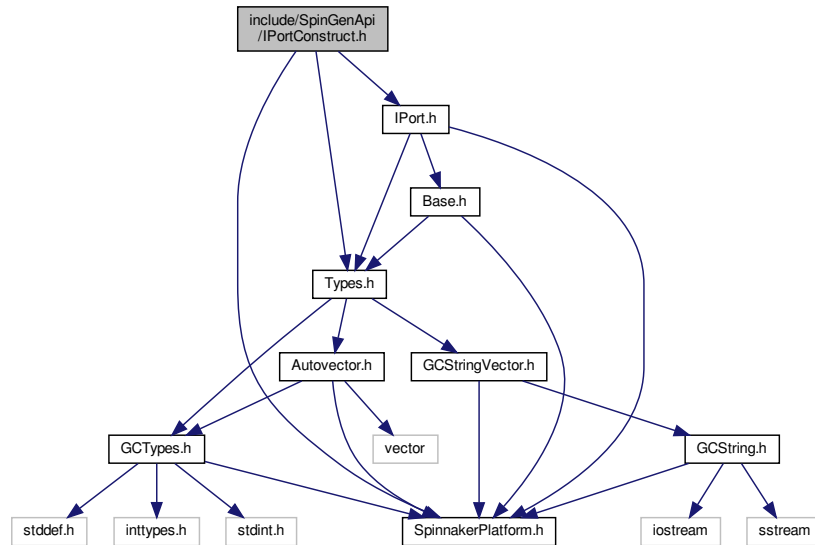 include/SpinGenApi
/IPortConstruct.h
IPort.h
Base.h
Types.h
Autovector.h
GCStringVector.h
GCTypes.h
vector
GCString.h
stddef.h
inttypes.h
stdint.h
SpinnakerPlatform.h
iostream
sstream